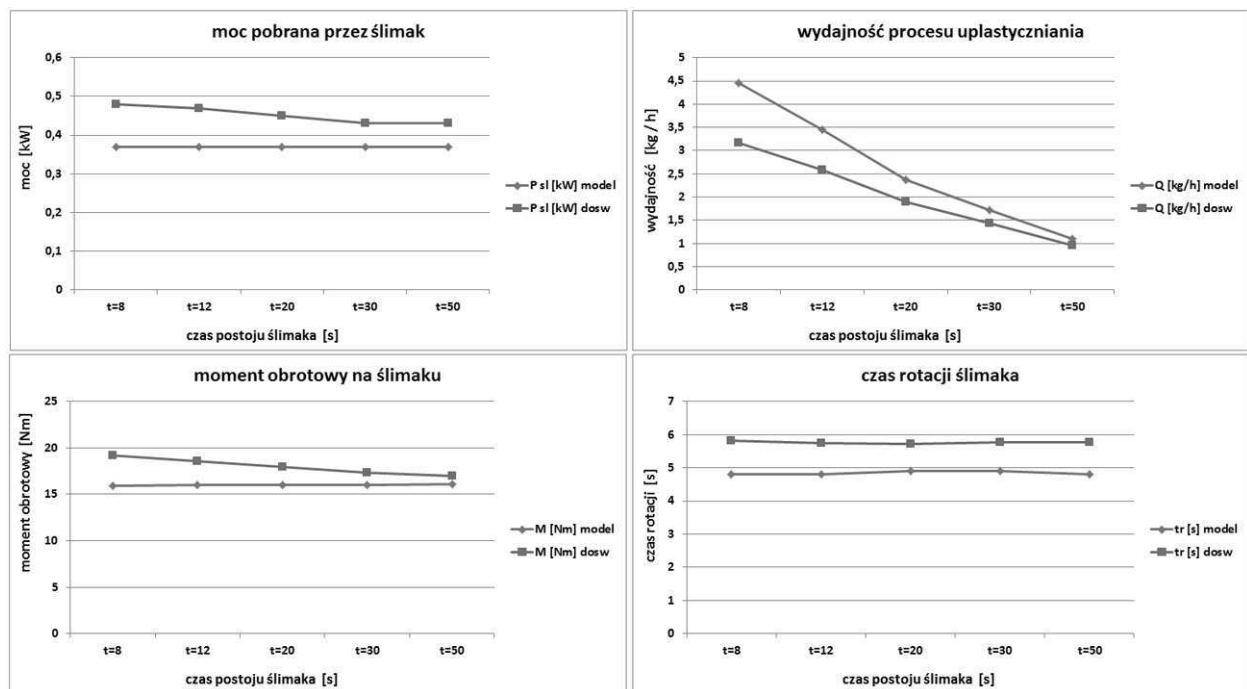 moc pobrana przez ślimak
moc [kW]
0,6
0,5
0,4
0,3
0,2
0,1
0
t=8 t=12 t=20 t=30 t=50
czas postoju ślimaka [s]
P sl [kW] model
P sl [kW] dosw
wydajność procesu uplastyczniania
wydajność [kg / h]
5
4,5
4
3,5
3
2,5
2
1,5
1
0,5
0
t=8 t=12 t=20 t=30 t=50
czas postoju ślimaka [s]
Q [kg/h] model
Q [kg/h] dosw
moment obrotowy na ślimaku
moment obrotowy [Nm]
25
20
15
10
5
0
t=8 t=12 t=20 t=30 t=50
czas postoju ślimaka [s]
M [Nm] model
M [Nm] dosw
czas rotacji ślimaka
czas rotacji [s]
7
6
5
4
3
2
1
0
t=8 t=12 t=20 t=30 t=50
czas postoju ślimaka [s]
tr [s] model
tr [s] dosw